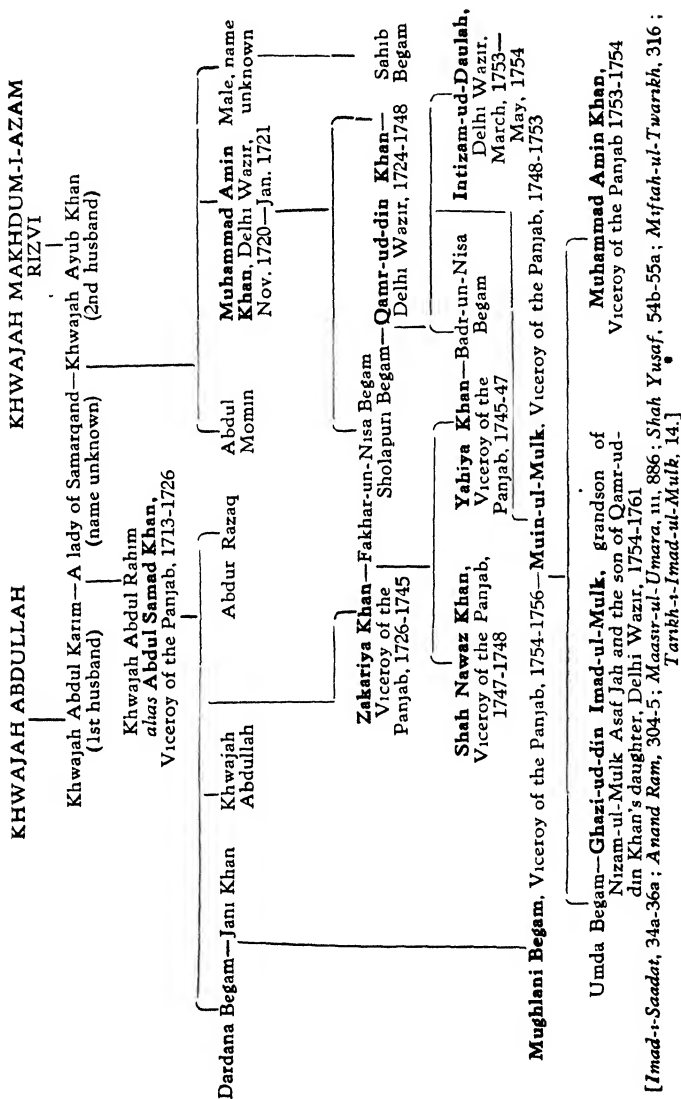 KHWAJAH ABDULLAH
KHWAJAH MAKHDUM-I-AZAM
RIZVI
Khwajah Abdul Karim—A lady of Samarqand—Khwajah Ayub Khan
(1st husband)
(name unknown)
(2nd husband)
Khwajah Abdul Rahim
alias Abdul Samad Khan,
Viceroy of the Panjab, 1713-1726
Abdul
Momin
Muhammad Amin
Khan, Delhi Wazir,
Nov. 1720—Jan. 1721
Male, name
unknown
Dardana Begam—Jani Khan
Khwajah
Abdullah
Abdur Razaq
Sahib
Begam
Zakariya Khan—Fakhar-un-Nisa Begam
Viceroy of the
Panjab, 1726-1745
Sholapuri Begam—Qamr-ud-din Khan—
Delhi Wazir, 1724-1748
Shah Nawaz Khan,
Viceroy of the Panjab,
1747-1748
Yahiya Khan—Badr-un-Nisa
Begam
Viceroy of the
Panjab, 1745-47
Intizam-ud-Daulah,
Delhi Wazir,
March, 1753—
May, 1754
Mughlani Begam, Viceroy of the Panjab, 1754-1756—Muin-ul-Mulk, Viceroy of the Panjab, 1748-1753
Umda Begam—Ghazi-ud-din Imad-ul-Mulk, grandson of
Nizam-ul-Mulk Asaf Jah and the son of Qamr-ud-
din Khan's daughter, Delhi Wazir, 1754-1761
Muhammad Amin Khan,
Viceroy of the Panjab 1753-1754
[Imad-i-Saadat, 34a-36a; Anand Ram, 304-5; Maasir-ul-Umara, iii, 886; Shah Yusaf, 54b-55a; Miftah-ul-Twarikh, 316;
Tarikh-i-Imad-ul-Mulk, 14.]